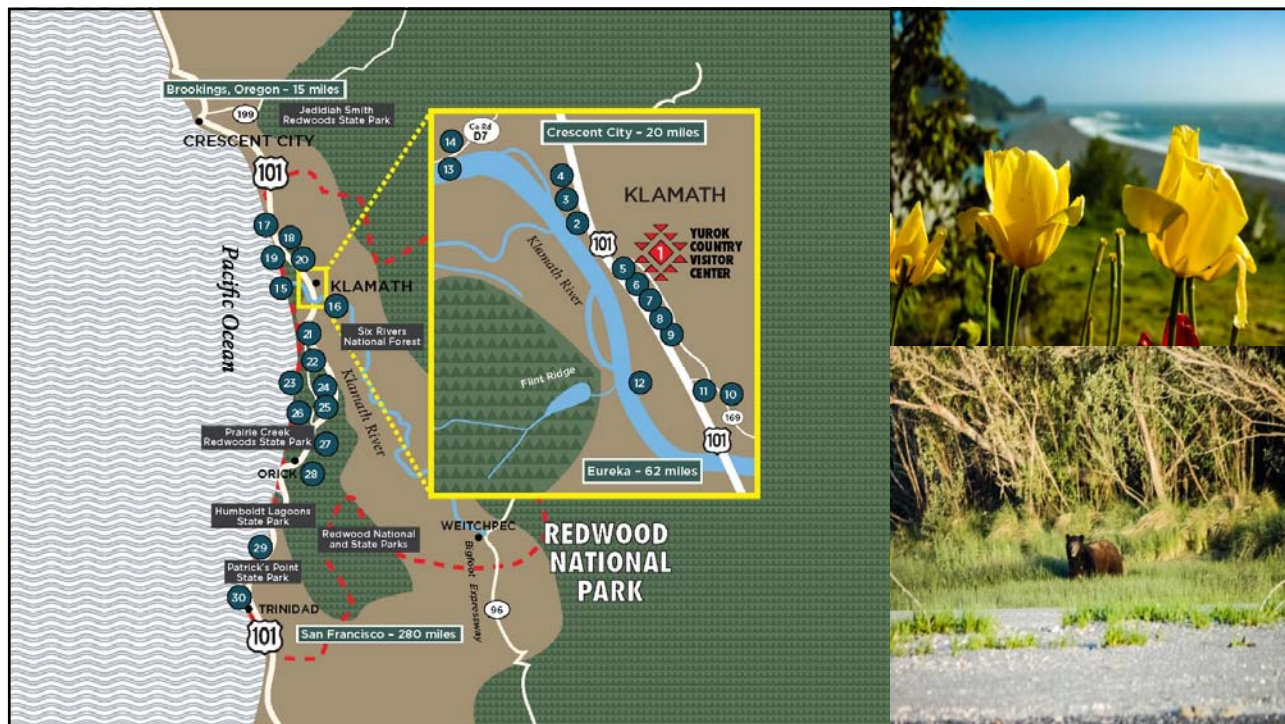 Brookings, Oregon – 15 miles
199
Jedidiah Smith
Redwoods State Park
CRESCENT CITY
101
17
18
19
20
15
KLAMATH
16
Pacific Ocean
Six Rivers
National Forest
21
22
23
24
25
26
Klamath River
Prairie Creek
Redwoods State Park
27
ORICK
28
Humboldt Lagoons
State Park
Redwood National
and State Parks
29
Patrick's Point
State Park
30
TRINIDAD
101
San Francisco – 280 miles
WEITCHPEC
Bigfoot Expressway
96
REDWOOD
NATIONAL
PARK
Co Rd
D7
14
13
Crescent City – 20 miles
4
3
2
KLAMATH
101
1
YUROK
COUNTRY
VISITOR
CENTER
Klamath River
5
6
7
8
9
Flint Ridge
12
11
10
169
101
Eureka – 62 miles